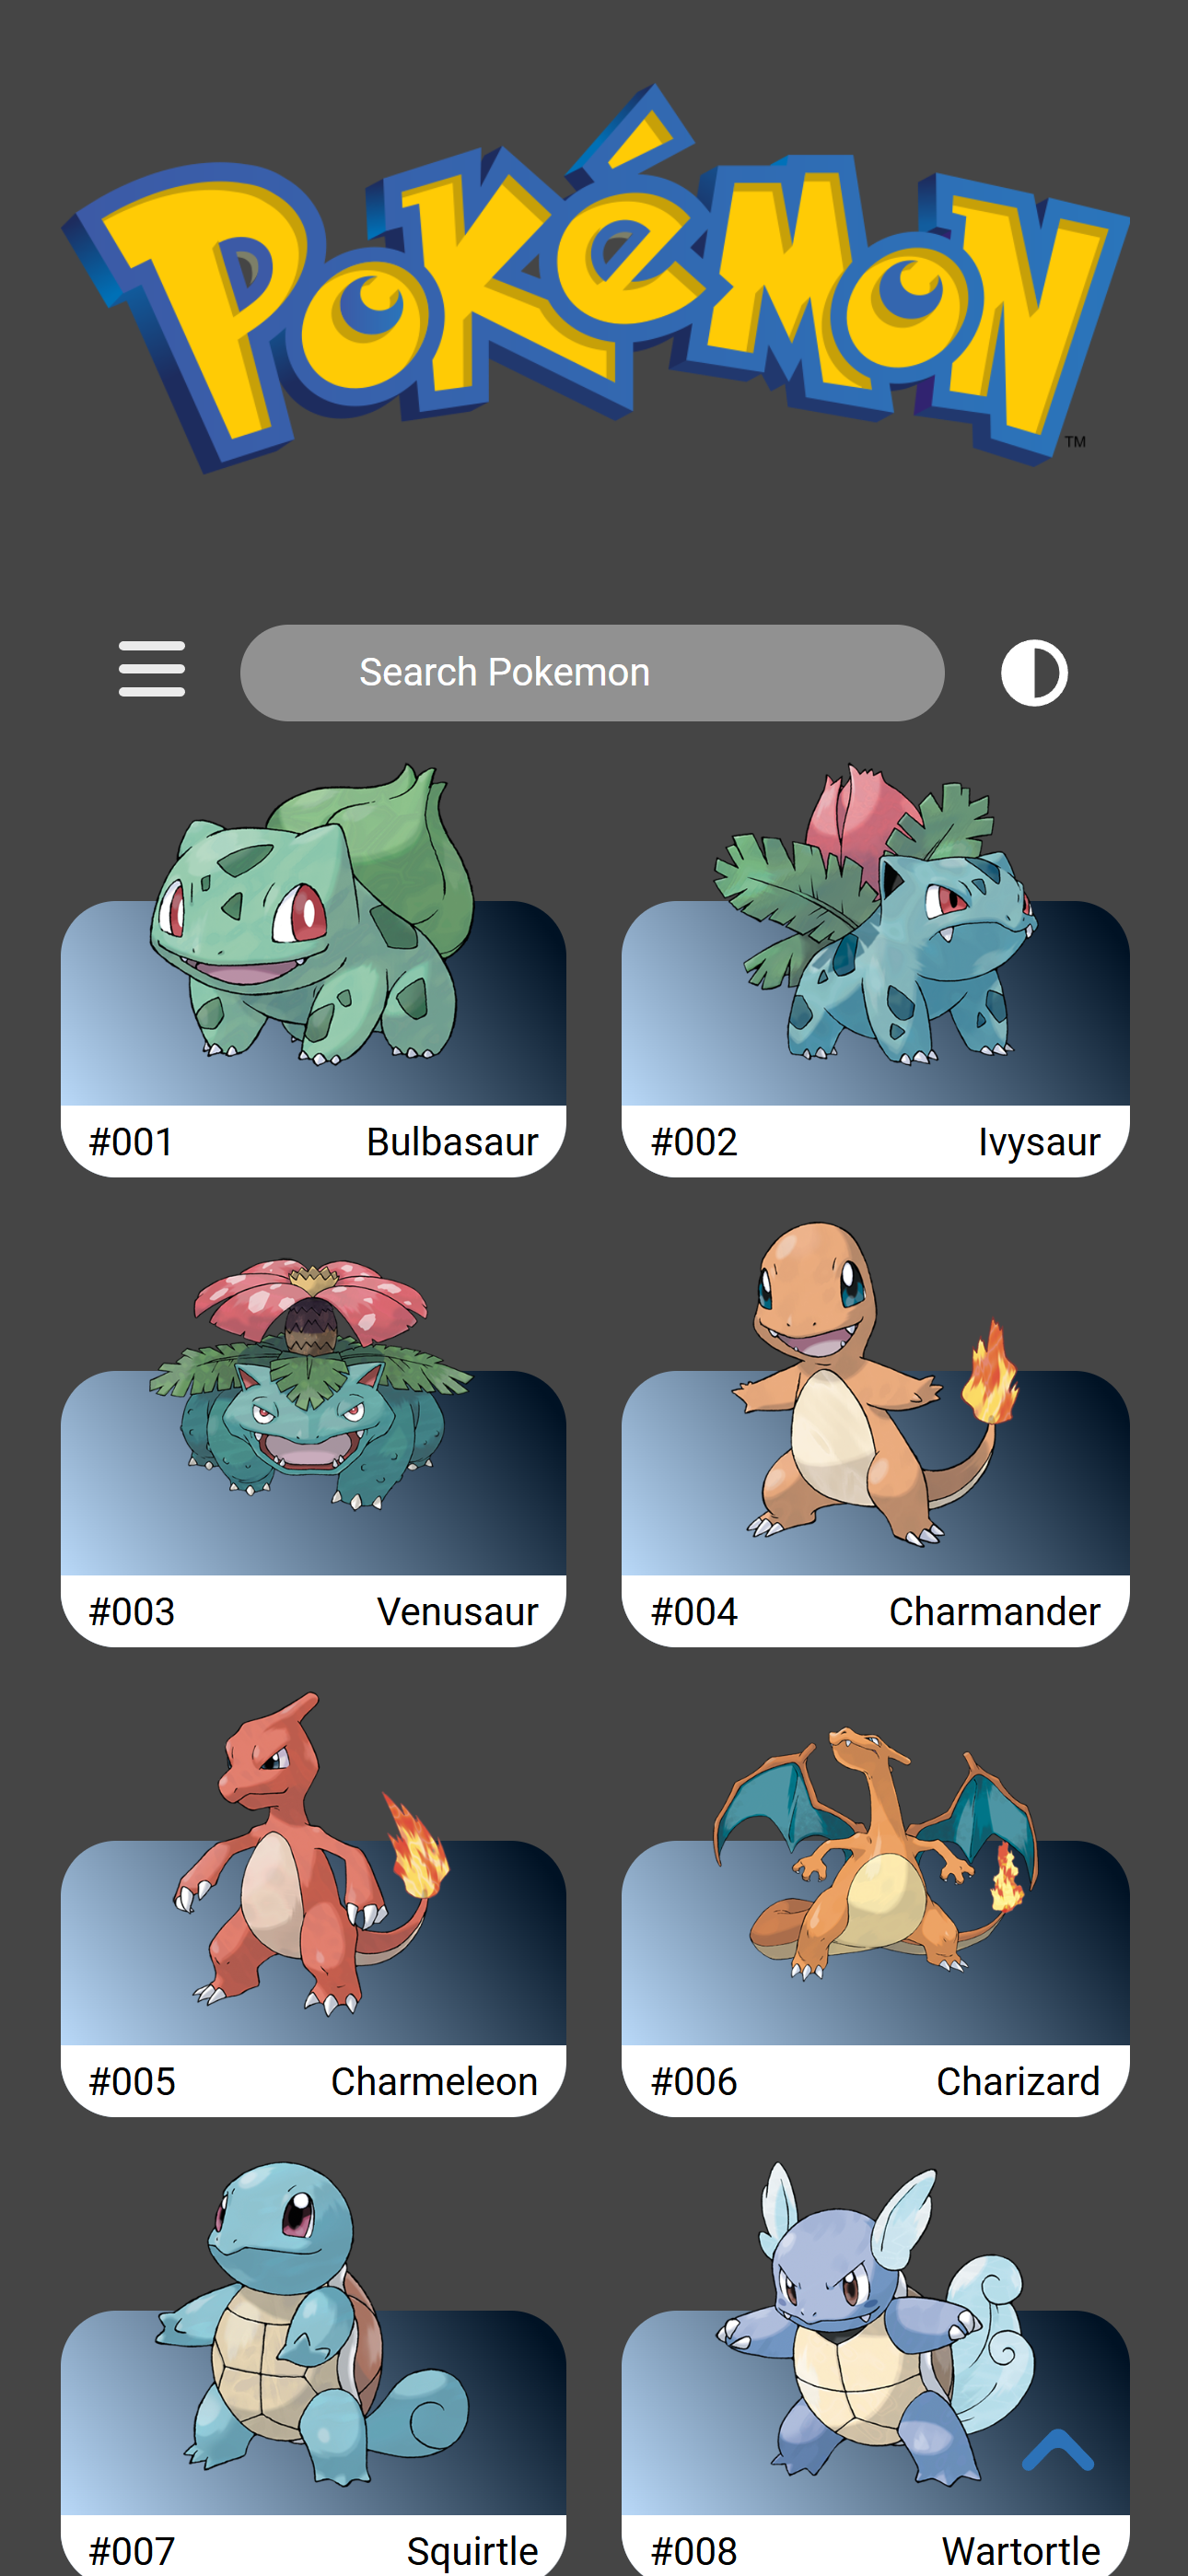 POKéMON
TM
Search Pokemon
#001 Bulbasaur
#002 Ivysaur
#003 Venusaur
#004 Charmander
#005 Charmeleon
#006 Charizard
#007 Squirtle
#008 Wartortle